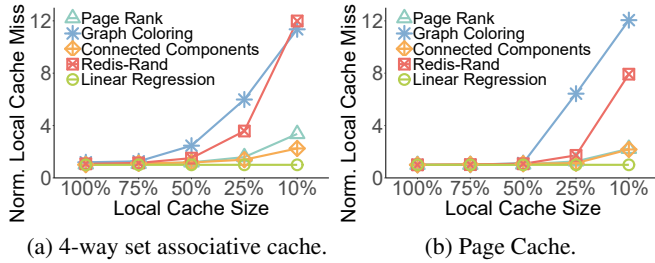 Norm. Local Cache Miss
12
8
4
0
Page Rank
Graph Coloring
Connected Components
Redis-Rand
Linear Regression
100% 75% 50% 25% 10%
Local Cache Size
(a) 4-way set associative cache.
Norm. Local Cache Miss
12
8
4
0
Page Rank
Graph Coloring
Connected Components
Redis-Rand
Linear Regression
100% 75% 50% 25% 10%
Local Cache Size
(b) Page Cache.